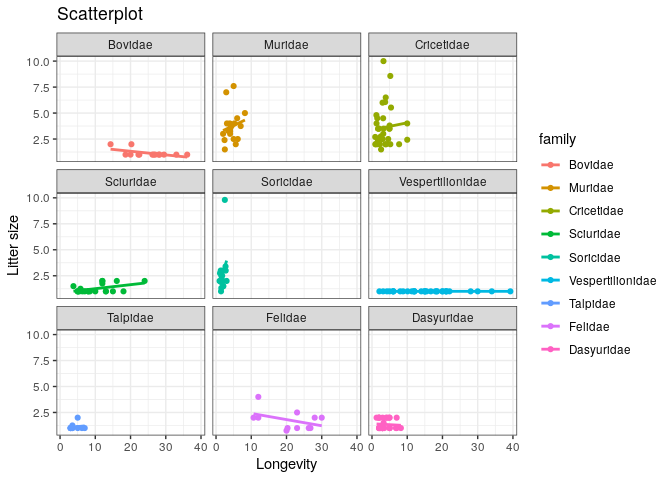 Scatterplot
Bovidae Muridae Cricetidae
10.0
7.5
5.0
2.5
Sciuridae Soricidae Vespertilionidae
10.0
7.5
5.0
2.5
Talpidae Felidae Dasyuridae
10.0
7.5
5.0
2.5
0 10 20 30 40 0 10 20 30 40 0 10 20 30 40
Longevity
Litter size
family
Bovidae
Muridae
Cricetidae
Sciuridae
Soricidae
Vespertilionidae
Talpidae
Felidae
Dasyuridae